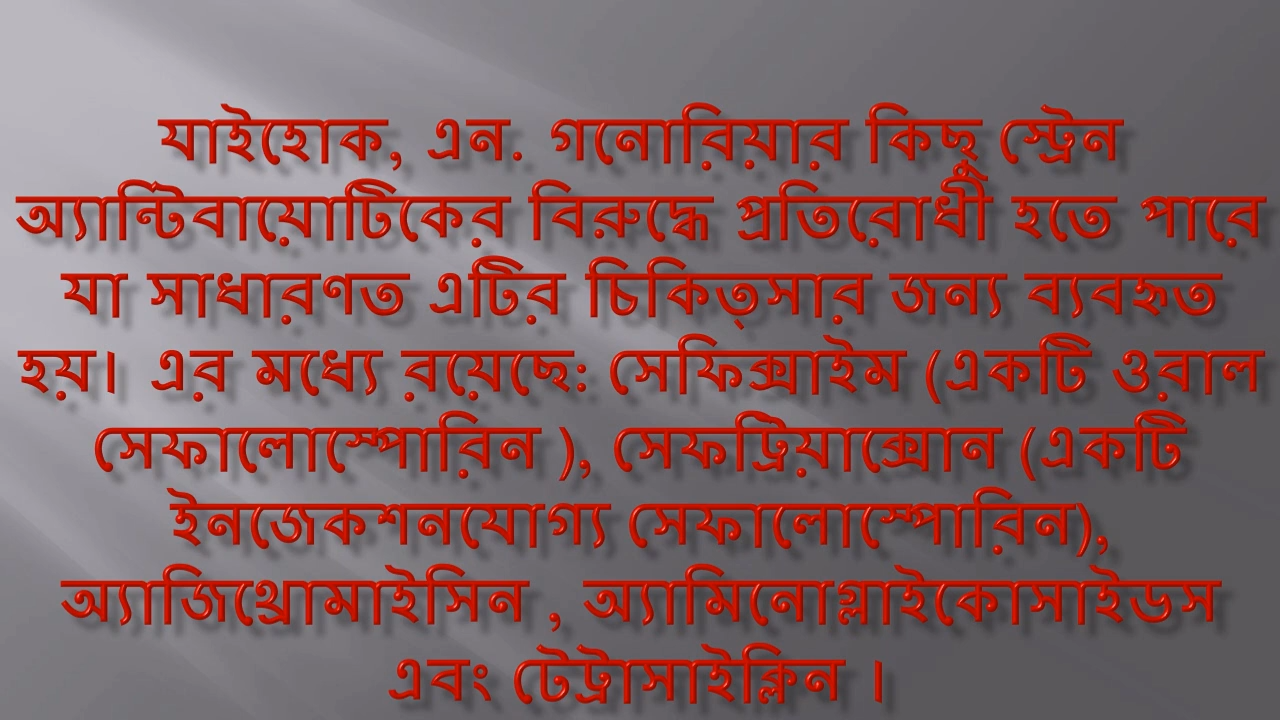 যাইহোক, এন. গনোরিয়ার কিছু স্ট্রেন
অ্যান্টিবায়োটিকের বিরুদ্ধে প্রতিরোধী হতে পারে
যা সাধারণত এটির চিকিত্সার জন্য ব্যবহৃত
হয়। এর মধ্যে রয়েছে: সেফিক্সাইম (একটি ওরাল
সেফালোস্পোরিন ), সেফট্রিয়াক্সোন (একটি
ইনজেকশনযোগ্য সেফালোস্পোরিন),
অ্যাজিথ্রোমাইসিন , অ্যামিনোগ্লাইকোসাইডস
এবং টেট্রাসাইক্লিন ।